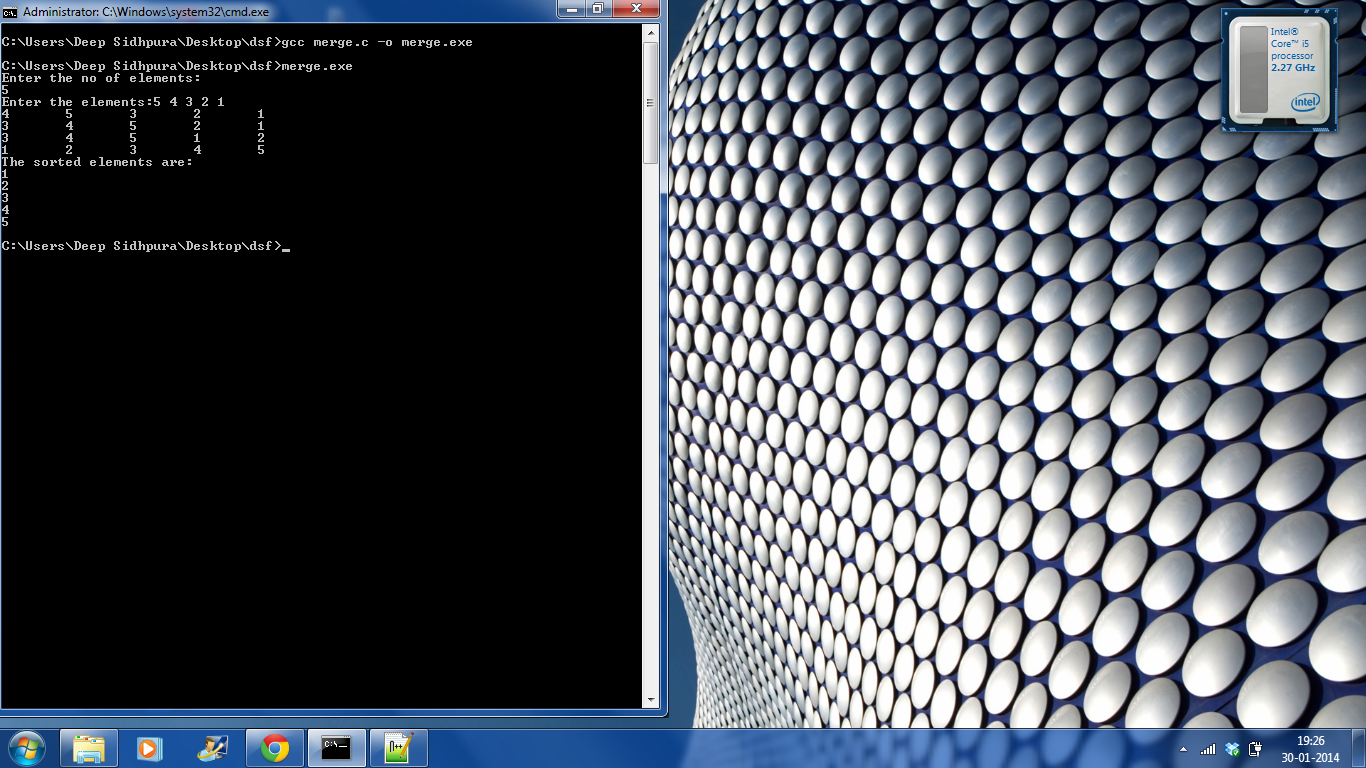 Administrator: C:\Windows\system32\cmd.exe
C:\Users\Deep Sidhpura\Desktop\dsf>gcc merge.c -o merge.exe
C:\Users\Deep Sidhpura\Desktop\dsf>merge.exe
Enter the no of elements:
5
Enter the elements:5 4 3 2 1
4 5 3 2 1
3 4 5 2 1
3 4 5 1 2
1 2 3 4 5
The sorted elements are:
1
2
3
4
5
C:\Users\Deep Sidhpura\Desktop\dsf>_
Intel®
Core™ i5
processor
2.27 GHz
intel
19:26
30-01-2014